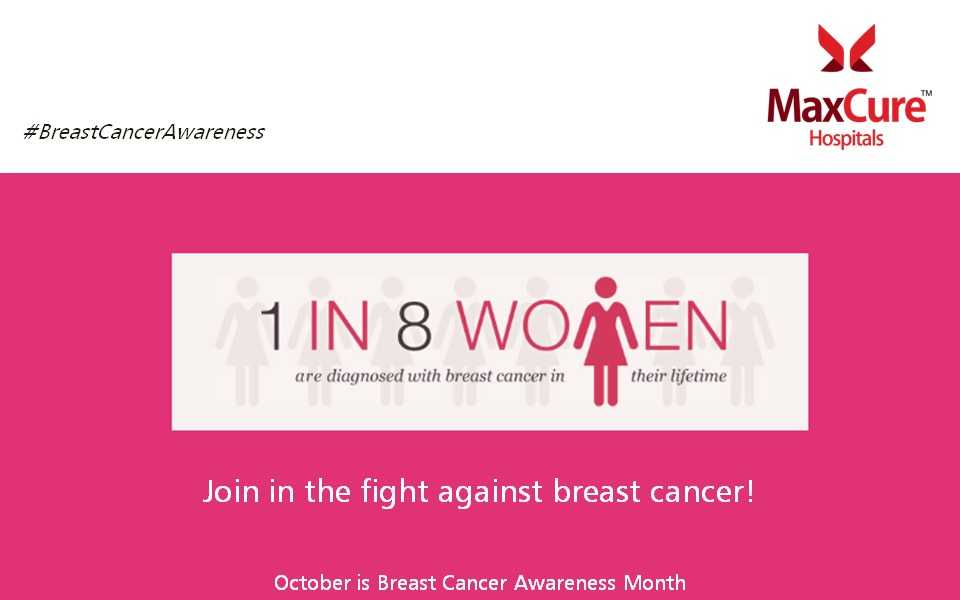 #BreastCancerAwareness
MaxCure™
Hospitals
1 IN 8 WOMEN
are diagnosed with breast cancer in their lifetime
Join in the fight against breast cancer!
October is Breast Cancer Awareness Month